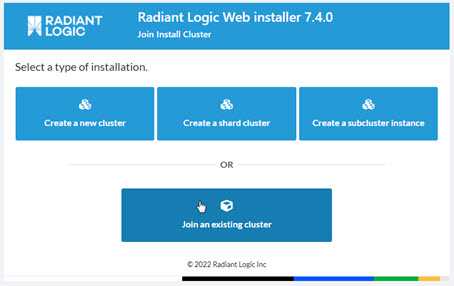 RADIANT
LOGIC
Radiant Logic Web installer 7.4.0
Join Install Cluster
Select a type of installation.
Create a new cluster
Create a shard cluster
Create a subcluster instance
OR
Join an existing cluster
© 2022 Radiant Logic Inc